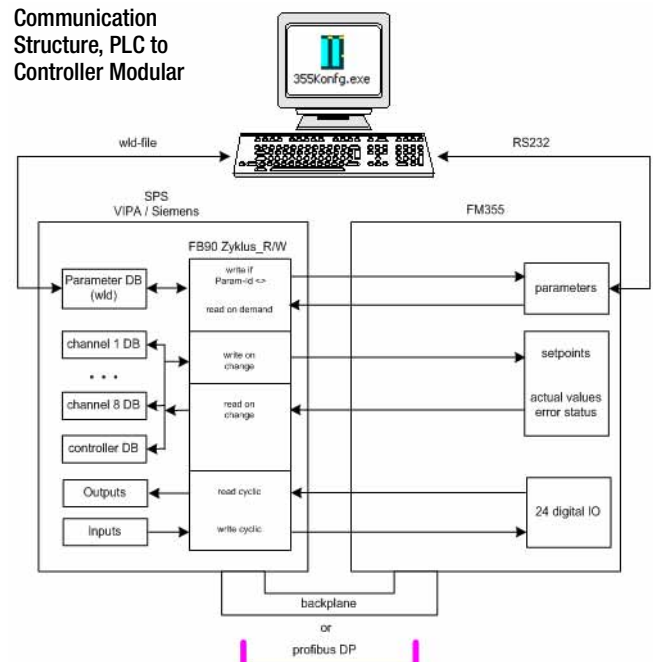 Communication
Structure, PLC to
Controller Modular
355Konfg.exe
wld-file
RS232
SPS
VIPA / Siemens
FM355
FB90 Zyklus_R/W
Parameter DB
(wld)
write if
Param-id <>
read on demand
parameters
channel 1 DB
. . .
channel 8 DB
controller DB
write on
change
read on
change
setpoints
actual values
error status
Outputs
Inputs
read cyclic
write cyclic
24 digital IO
backplane
or
profibus DP